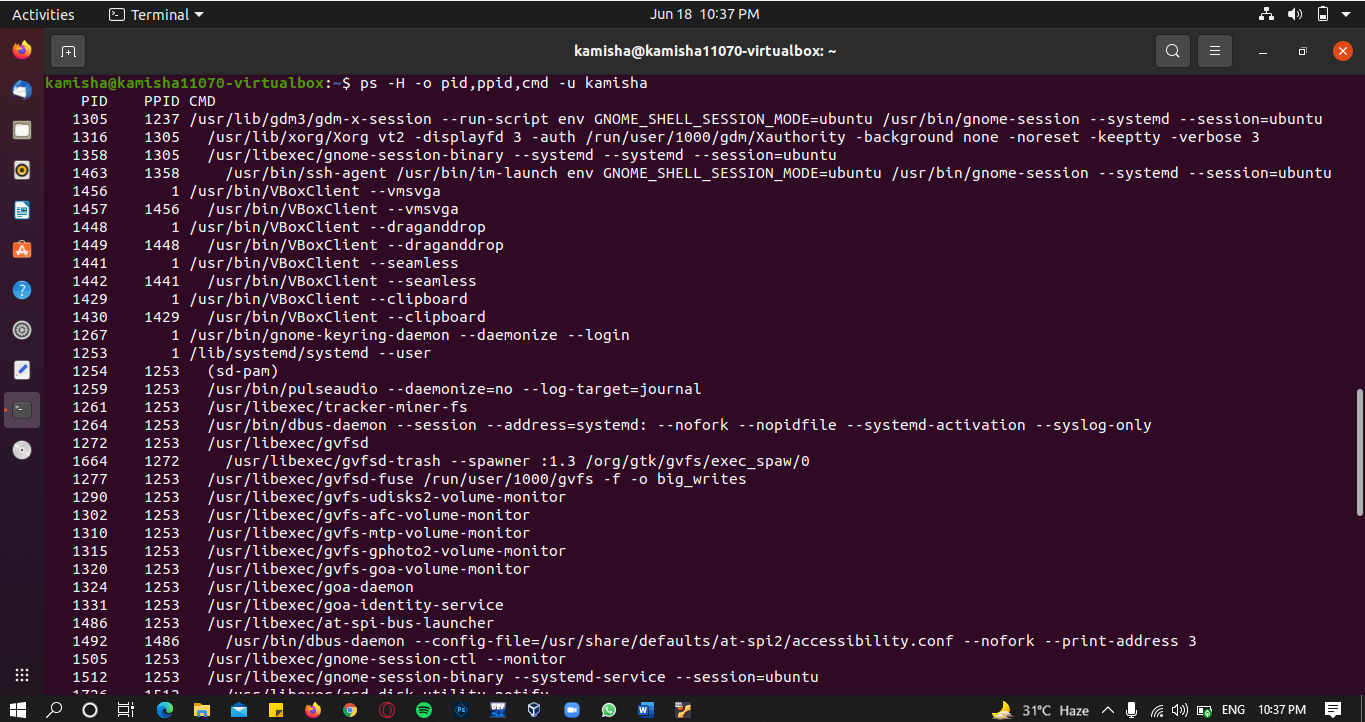 Activities Terminal Jun 18 10:37 PM
kamisha@kamisha11070-virtualbox: ~
kamisha@kamisha11070-virtualbox:~$ ps -H -o pid,ppid,cmd -u kamisha
PID PPID CMD
1305 1237 /usr/lib/gdm3/gdm-x-session --run-script env GNOME_SHELL_SESSION_MODE=ubuntu /usr/bin/gnome-session --systemd --session=ubuntu
1316 1305 /usr/lib/xorg/Xorg vt2 -displayfd 3 -auth /run/user/1000/gdm/Xauthority -background none -noreset -keeptty -verbose 3
1358 1305 /usr/libexec/gnome-session-binary --systemd --systemd --session=ubuntu
1463 1358 /usr/bin/ssh-agent /usr/bin/im-launch env GNOME_SHELL_SESSION_MODE=ubuntu /usr/bin/gnome-session --systemd --session=ubuntu
1456 1 /usr/bin/VBoxClient --vmsvga
1457 1456 /usr/bin/VBoxClient --vmsvga
1448 1 /usr/bin/VBoxClient --draganddrop
1449 1448 /usr/bin/VBoxClient --draganddrop
1441 1 /usr/bin/VBoxClient --seamless
1442 1441 /usr/bin/VBoxClient --seamless
1429 1 /usr/bin/VBoxClient --clipboard
1430 1429 /usr/bin/VBoxClient --clipboard
1267 1 /usr/bin/gnome-keyring-daemon --daemonize --login
1253 1 /lib/systemd/systemd --user
1254 1253 (sd-pam)
1259 1253 /usr/bin/pulseaudio --daemonize=no --log-target=journal
1261 1253 /usr/libexec/tracker-miner-fs
1264 1253 /usr/bin/dbus-daemon --session --address=systemd: --nofork --nopidfile --systemd-activation --syslog-only
1272 1253 /usr/libexec/gvfsd
1664 1272 /usr/libexec/gvfsd-trash --spawner :1.3 /org/gtk/gvfs/exec_spaw/0
1277 1253 /usr/libexec/gvfsd-fuse /run/user/1000/gvfs -f -o big_writes
1290 1253 /usr/libexec/gvfs-udisks2-volume-monitor
1302 1253 /usr/libexec/gvfs-afc-volume-monitor
1310 1253 /usr/libexec/gvfs-mtp-volume-monitor
1315 1253 /usr/libexec/gvfs-gphoto2-volume-monitor
1320 1253 /usr/libexec/gvfs-goa-volume-monitor
1324 1253 /usr/libexec/goa-daemon
1331 1253 /usr/libexec/goa-identity-service
1486 1253 /usr/libexec/at-spi-bus-launcher
1492 1486 /usr/bin/dbus-daemon --config-file=/usr/share/defaults/at-spi2/accessibility.conf --nofork --print-address 3
1505 1253 /usr/libexec/gnome-session-ctl --monitor
1512 1253 /usr/libexec/gnome-session-binary --systemd-service --session=ubuntu
1726 1512 /usr/libexec/gsd-disk-utility-notify
31°C Haze ENG 10:37 PM